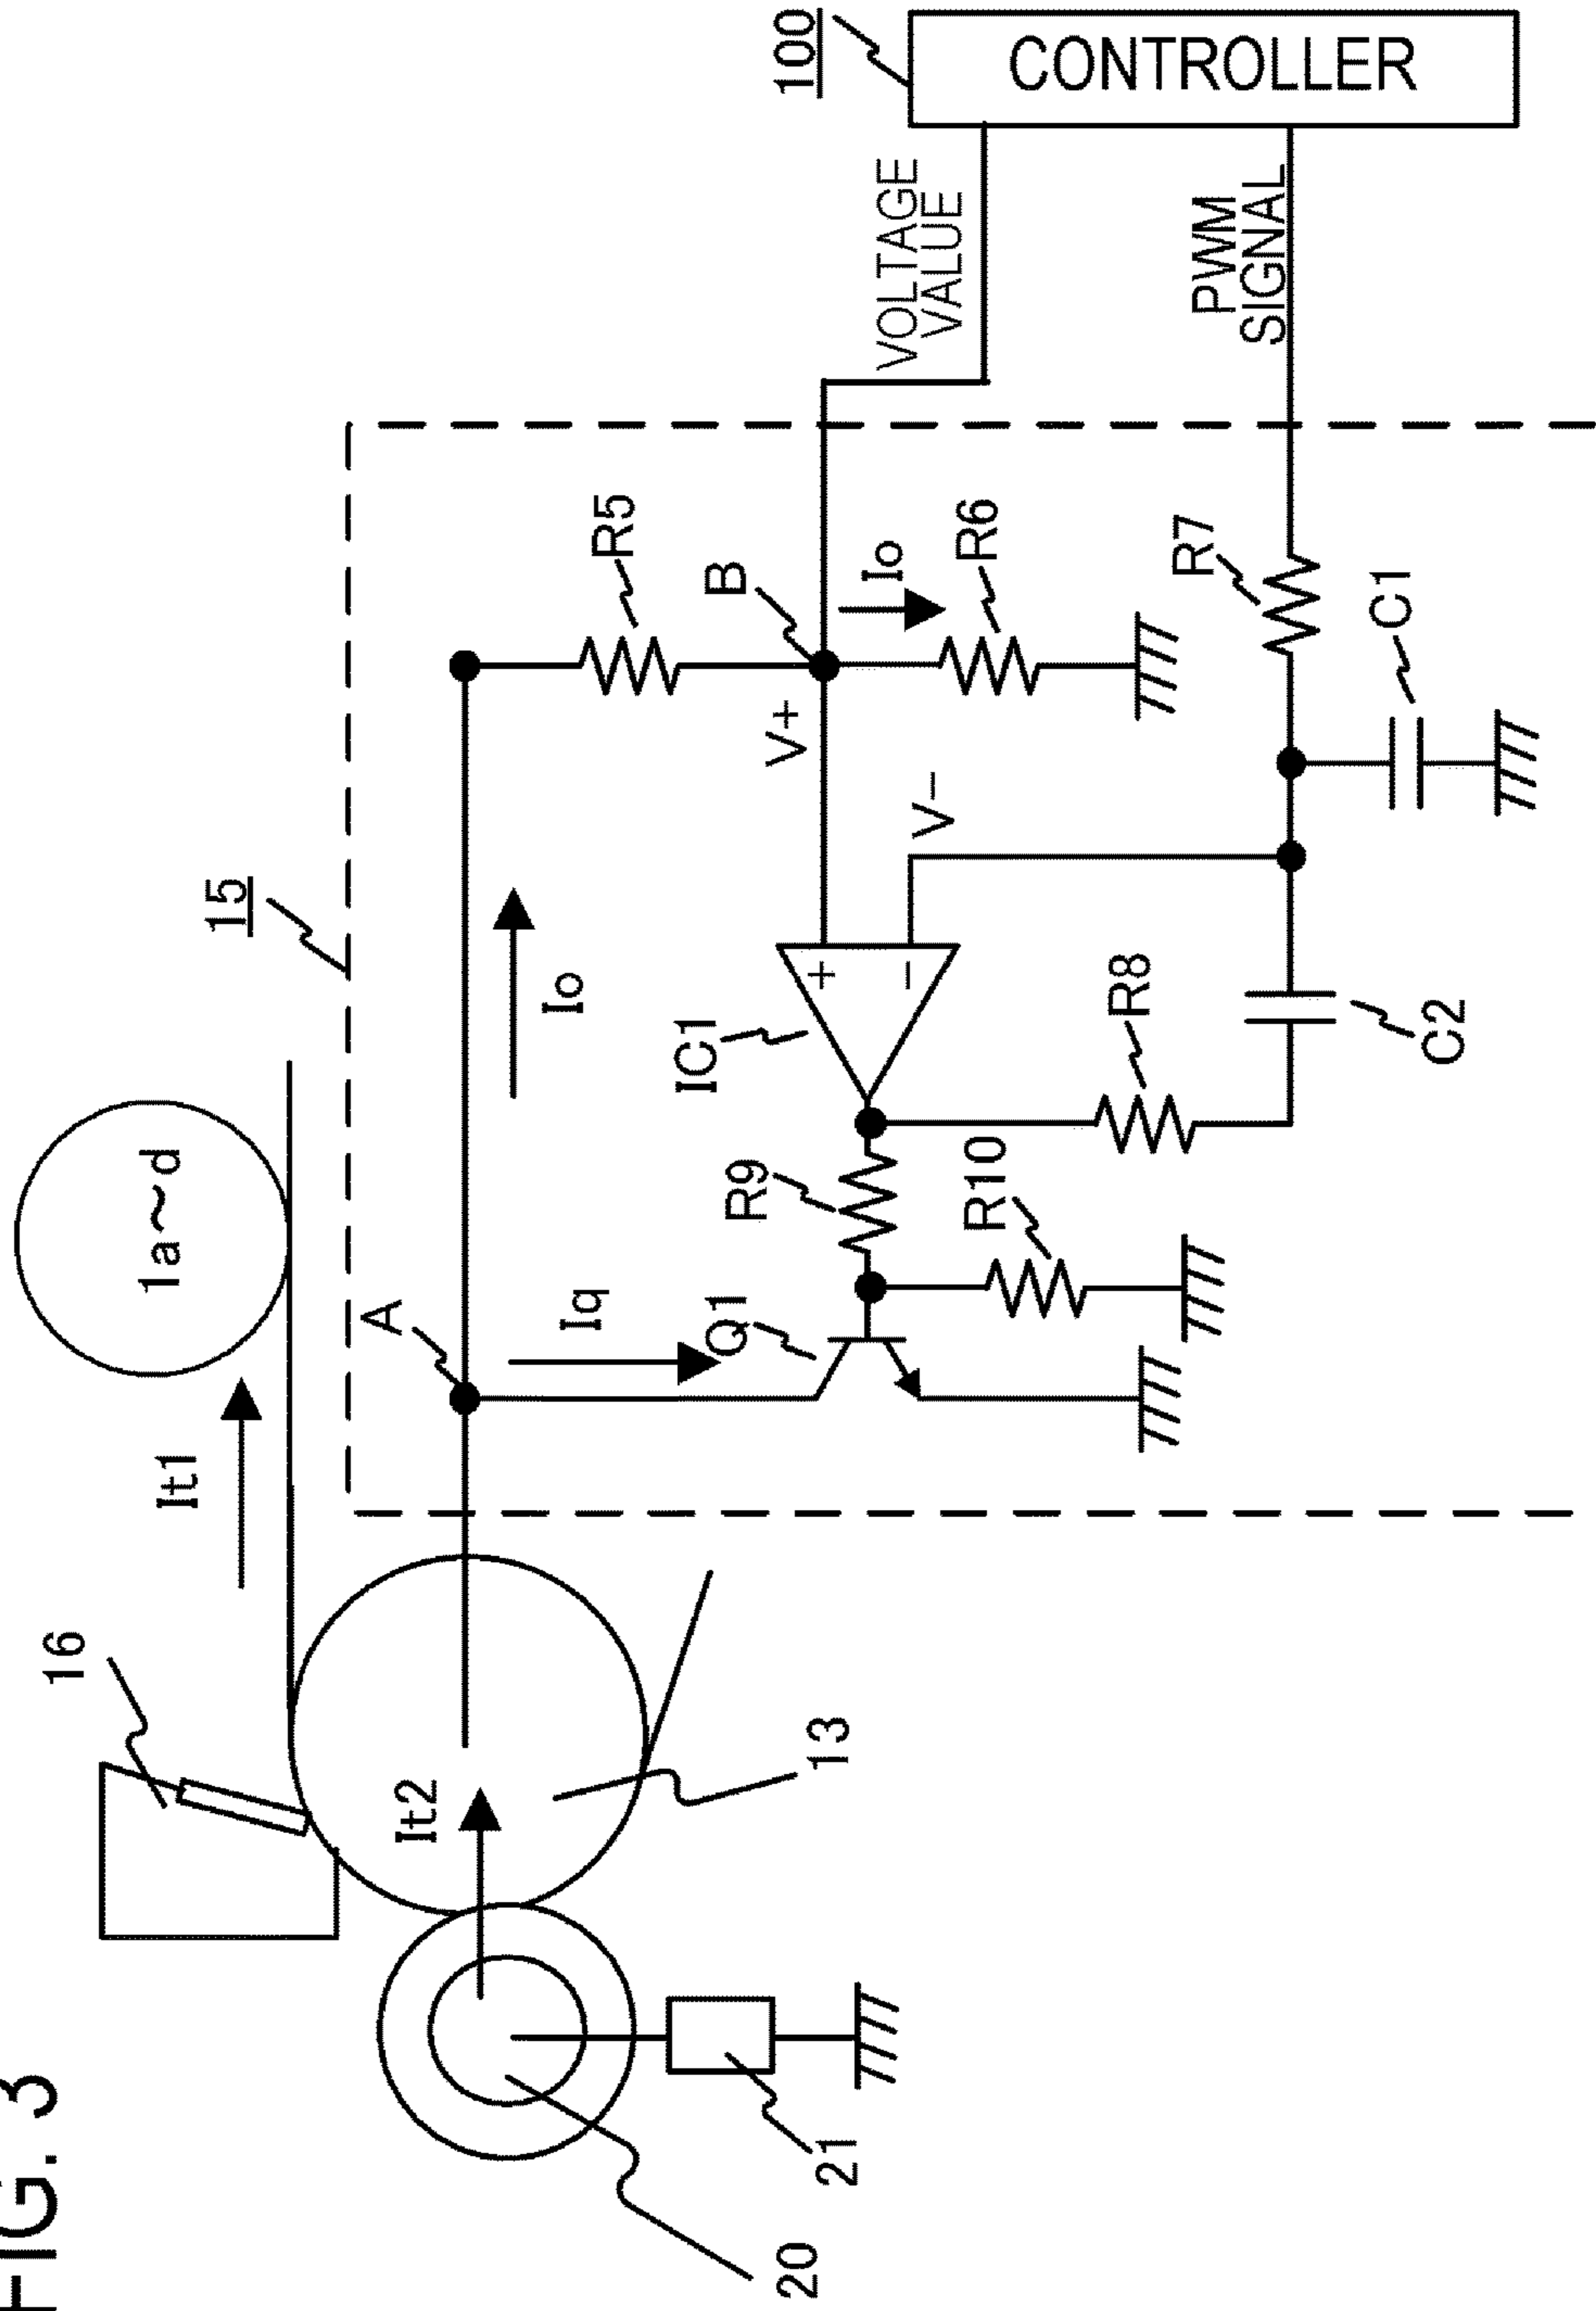 FIG. 3
16
It1
1a～d
15
100
It2
A
Io
R5
VOLTAGE
VALUE
CONTROLLER
Iq
IC1
V+
B
Io
R6
PWM
SIGNAL
Q1
R9
V−
+
−
R7
13
R10
R8
C1
20
21
C2